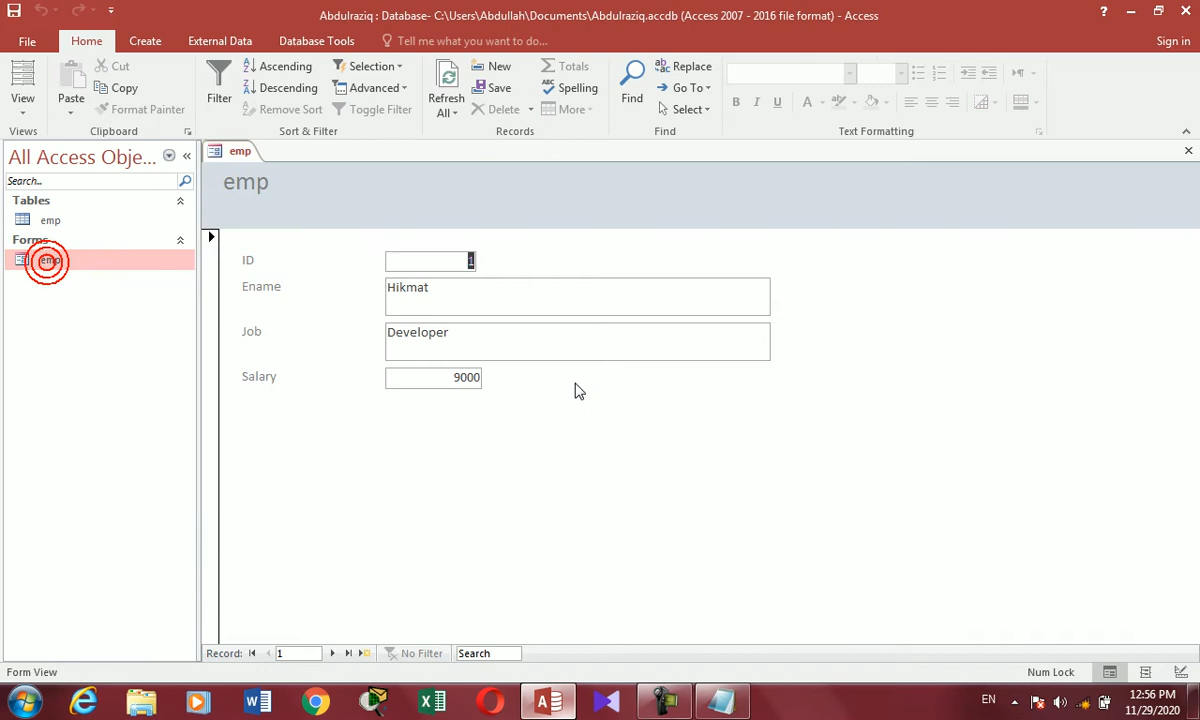 Abdulraziq : Database- C:\Users\Abdullah\Documents\Abdulraziq.accdb (Access 2007 - 2016 file format) - Access
?
File
Home
Create
External Data
Database Tools
Tell me what you want to do...
Sign in
View
Views
Paste
Cut
Copy
Format Painter
Clipboard
Filter
Ascending
Descending
Remove Sort
Selection
Advanced
Toggle Filter
Sort & Filter
Refresh
All
New
Save
Delete
Totals
Spelling
More
Records
Find
Replace
Go To
Select
Find
B I U A
Text Formatting
All Access Obje...
Search...
Tables
emp
Forms
emp
emp
emp
ID 1
Ename Hikmat
Job Developer
Salary 9000
Record: 1 No Filter Search
Form View
Num Lock
EN
12:56 PM
11/29/2020